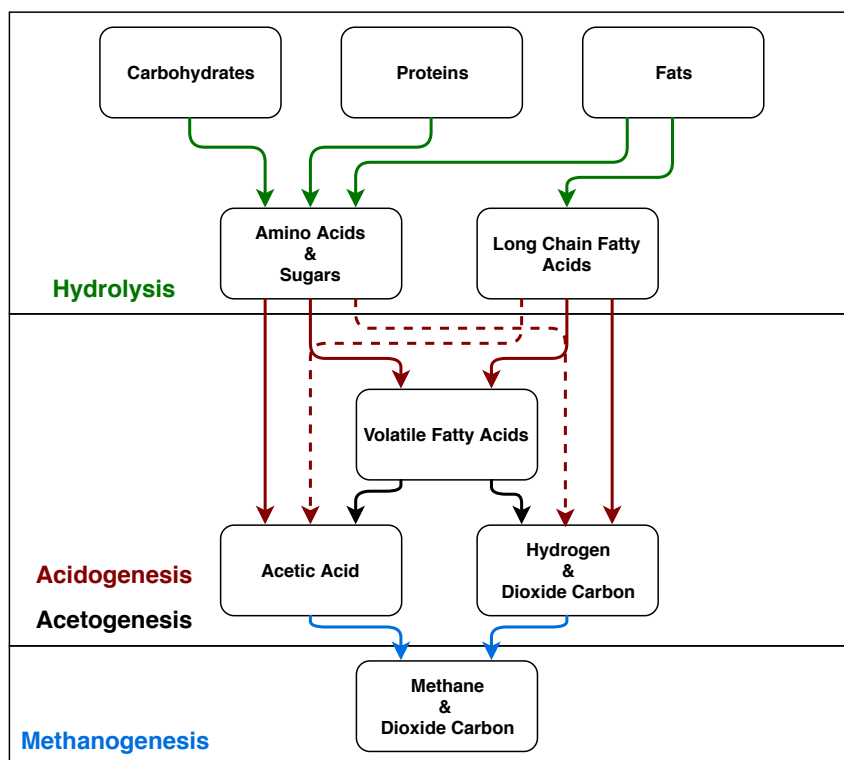 Carbohydrates
Proteins
Fats
Amino Acids
&
Sugars
Long Chain Fatty
Acids
Hydrolysis
Volatile Fatty Acids
Acetic Acid
Hydrogen
&
Dioxide Carbon
Acidogenesis
Acetogenesis
Methane
&
Dioxide Carbon
Methanogenesis